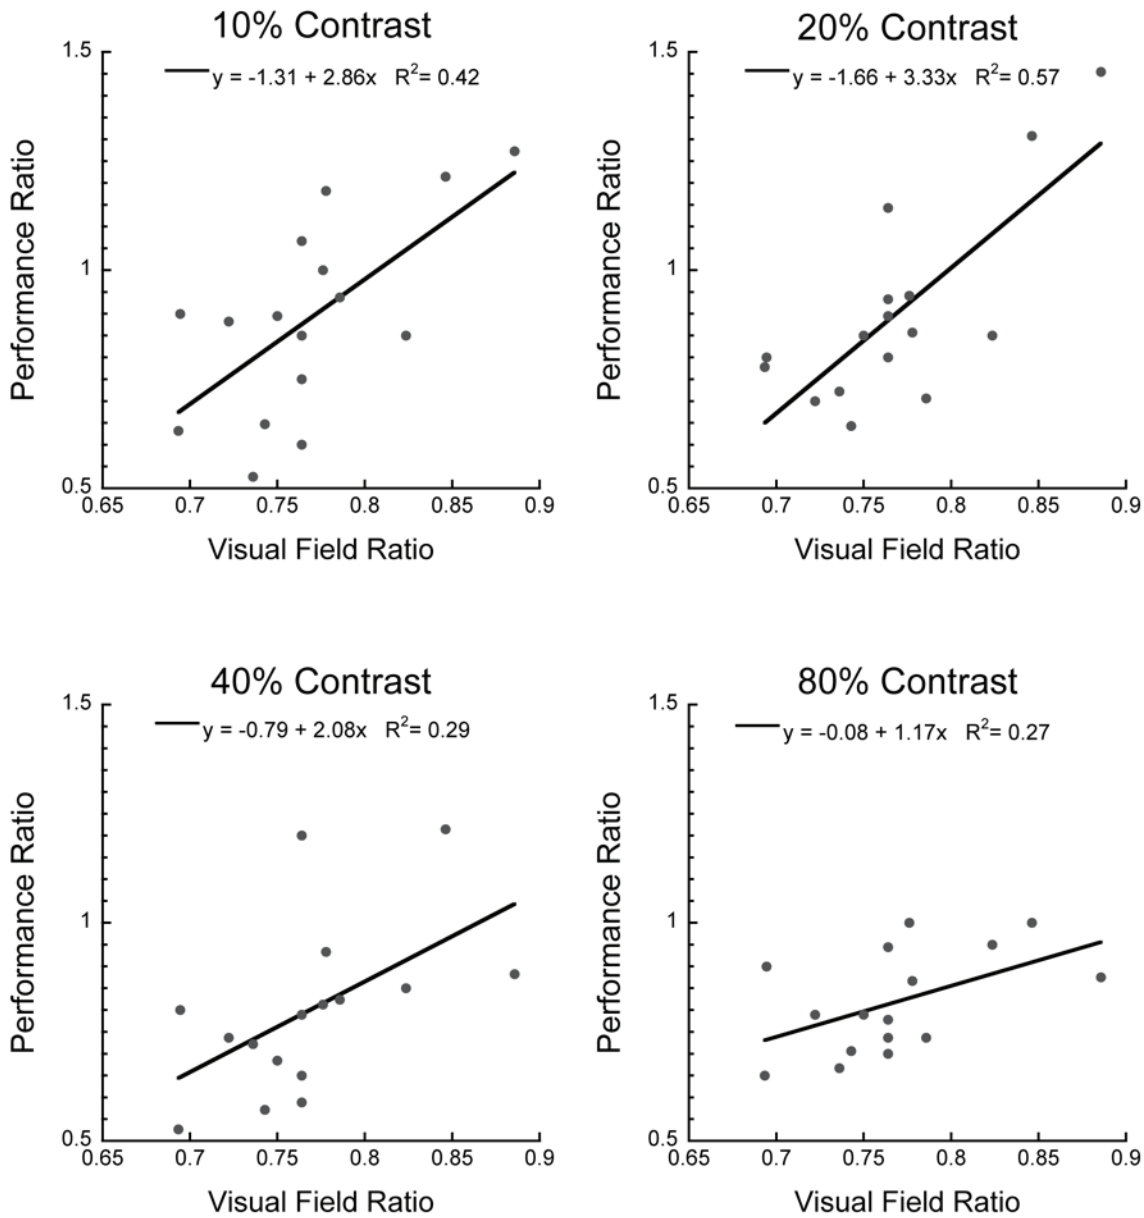 10% Contrast
y = -1.31 + 2.86x R²= 0.42
1.5
1
0.5
Performance Ratio
0.65 0.7 0.75 0.8 0.85 0.9
Visual Field Ratio
20% Contrast
y = -1.66 + 3.33x R²= 0.57
1.5
1
0.5
Performance Ratio
0.65 0.7 0.75 0.8 0.85 0.9
Visual Field Ratio
40% Contrast
y = -0.79 + 2.08x R²= 0.29
1.5
1
0.5
Performance Ratio
0.65 0.7 0.75 0.8 0.85 0.9
Visual Field Ratio
80% Contrast
y = -0.08 + 1.17x R²= 0.27
1.5
1
0.5
Performance Ratio
0.65 0.7 0.75 0.8 0.85 0.9
Visual Field Ratio